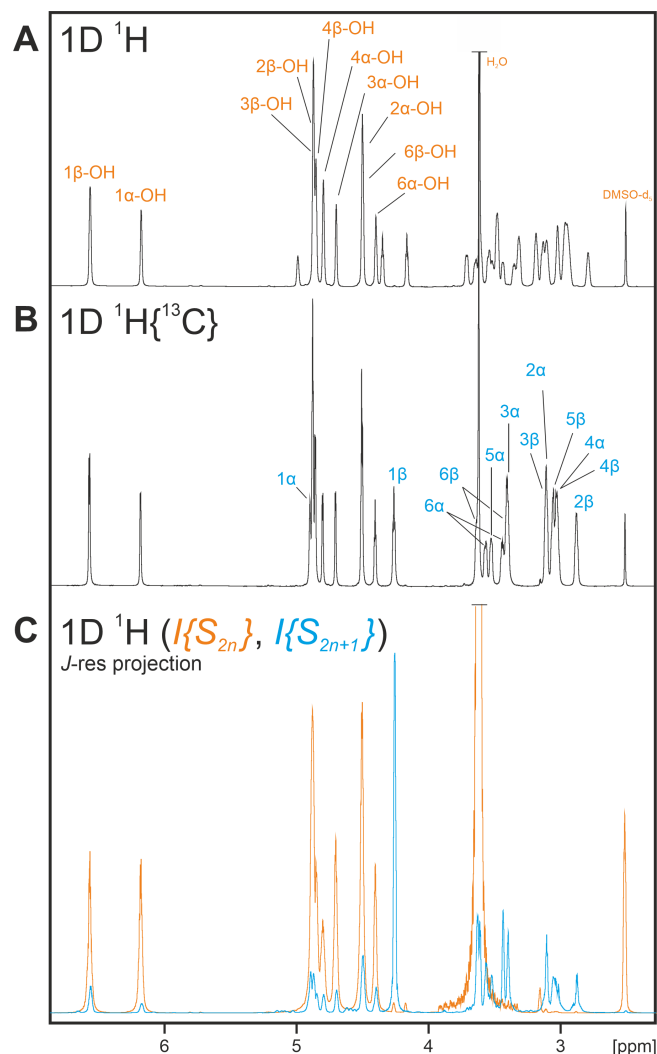 A 1D ¹H
4β-OH
2β-OH 4α-OH
3α-OH
3β-OH 2α-OH
6β-OH
1β-OH 6α-OH
1α-OH
H₂O
DMSO-d₅
B 1D ¹H{¹³C}
2α
3α 5β
3β 4α
5α 4β
1α 1β 6β
6α 2β
C 1D ¹H (I{S₂ₙ}, I{S₂ₙ₊₁})
J-res projection
6 5 4 3 [ppm]